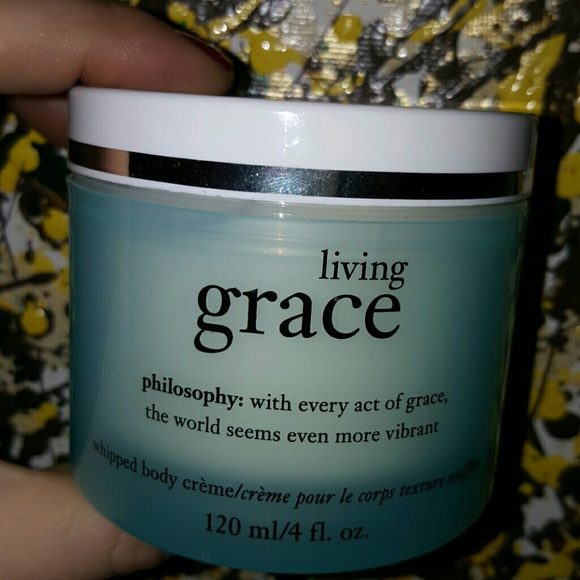 living
grace
philosophy: with every act of grace,
the world seems even more vibrant
whipped body crème/crème pour le corps texture
120 ml/4 fl. oz.